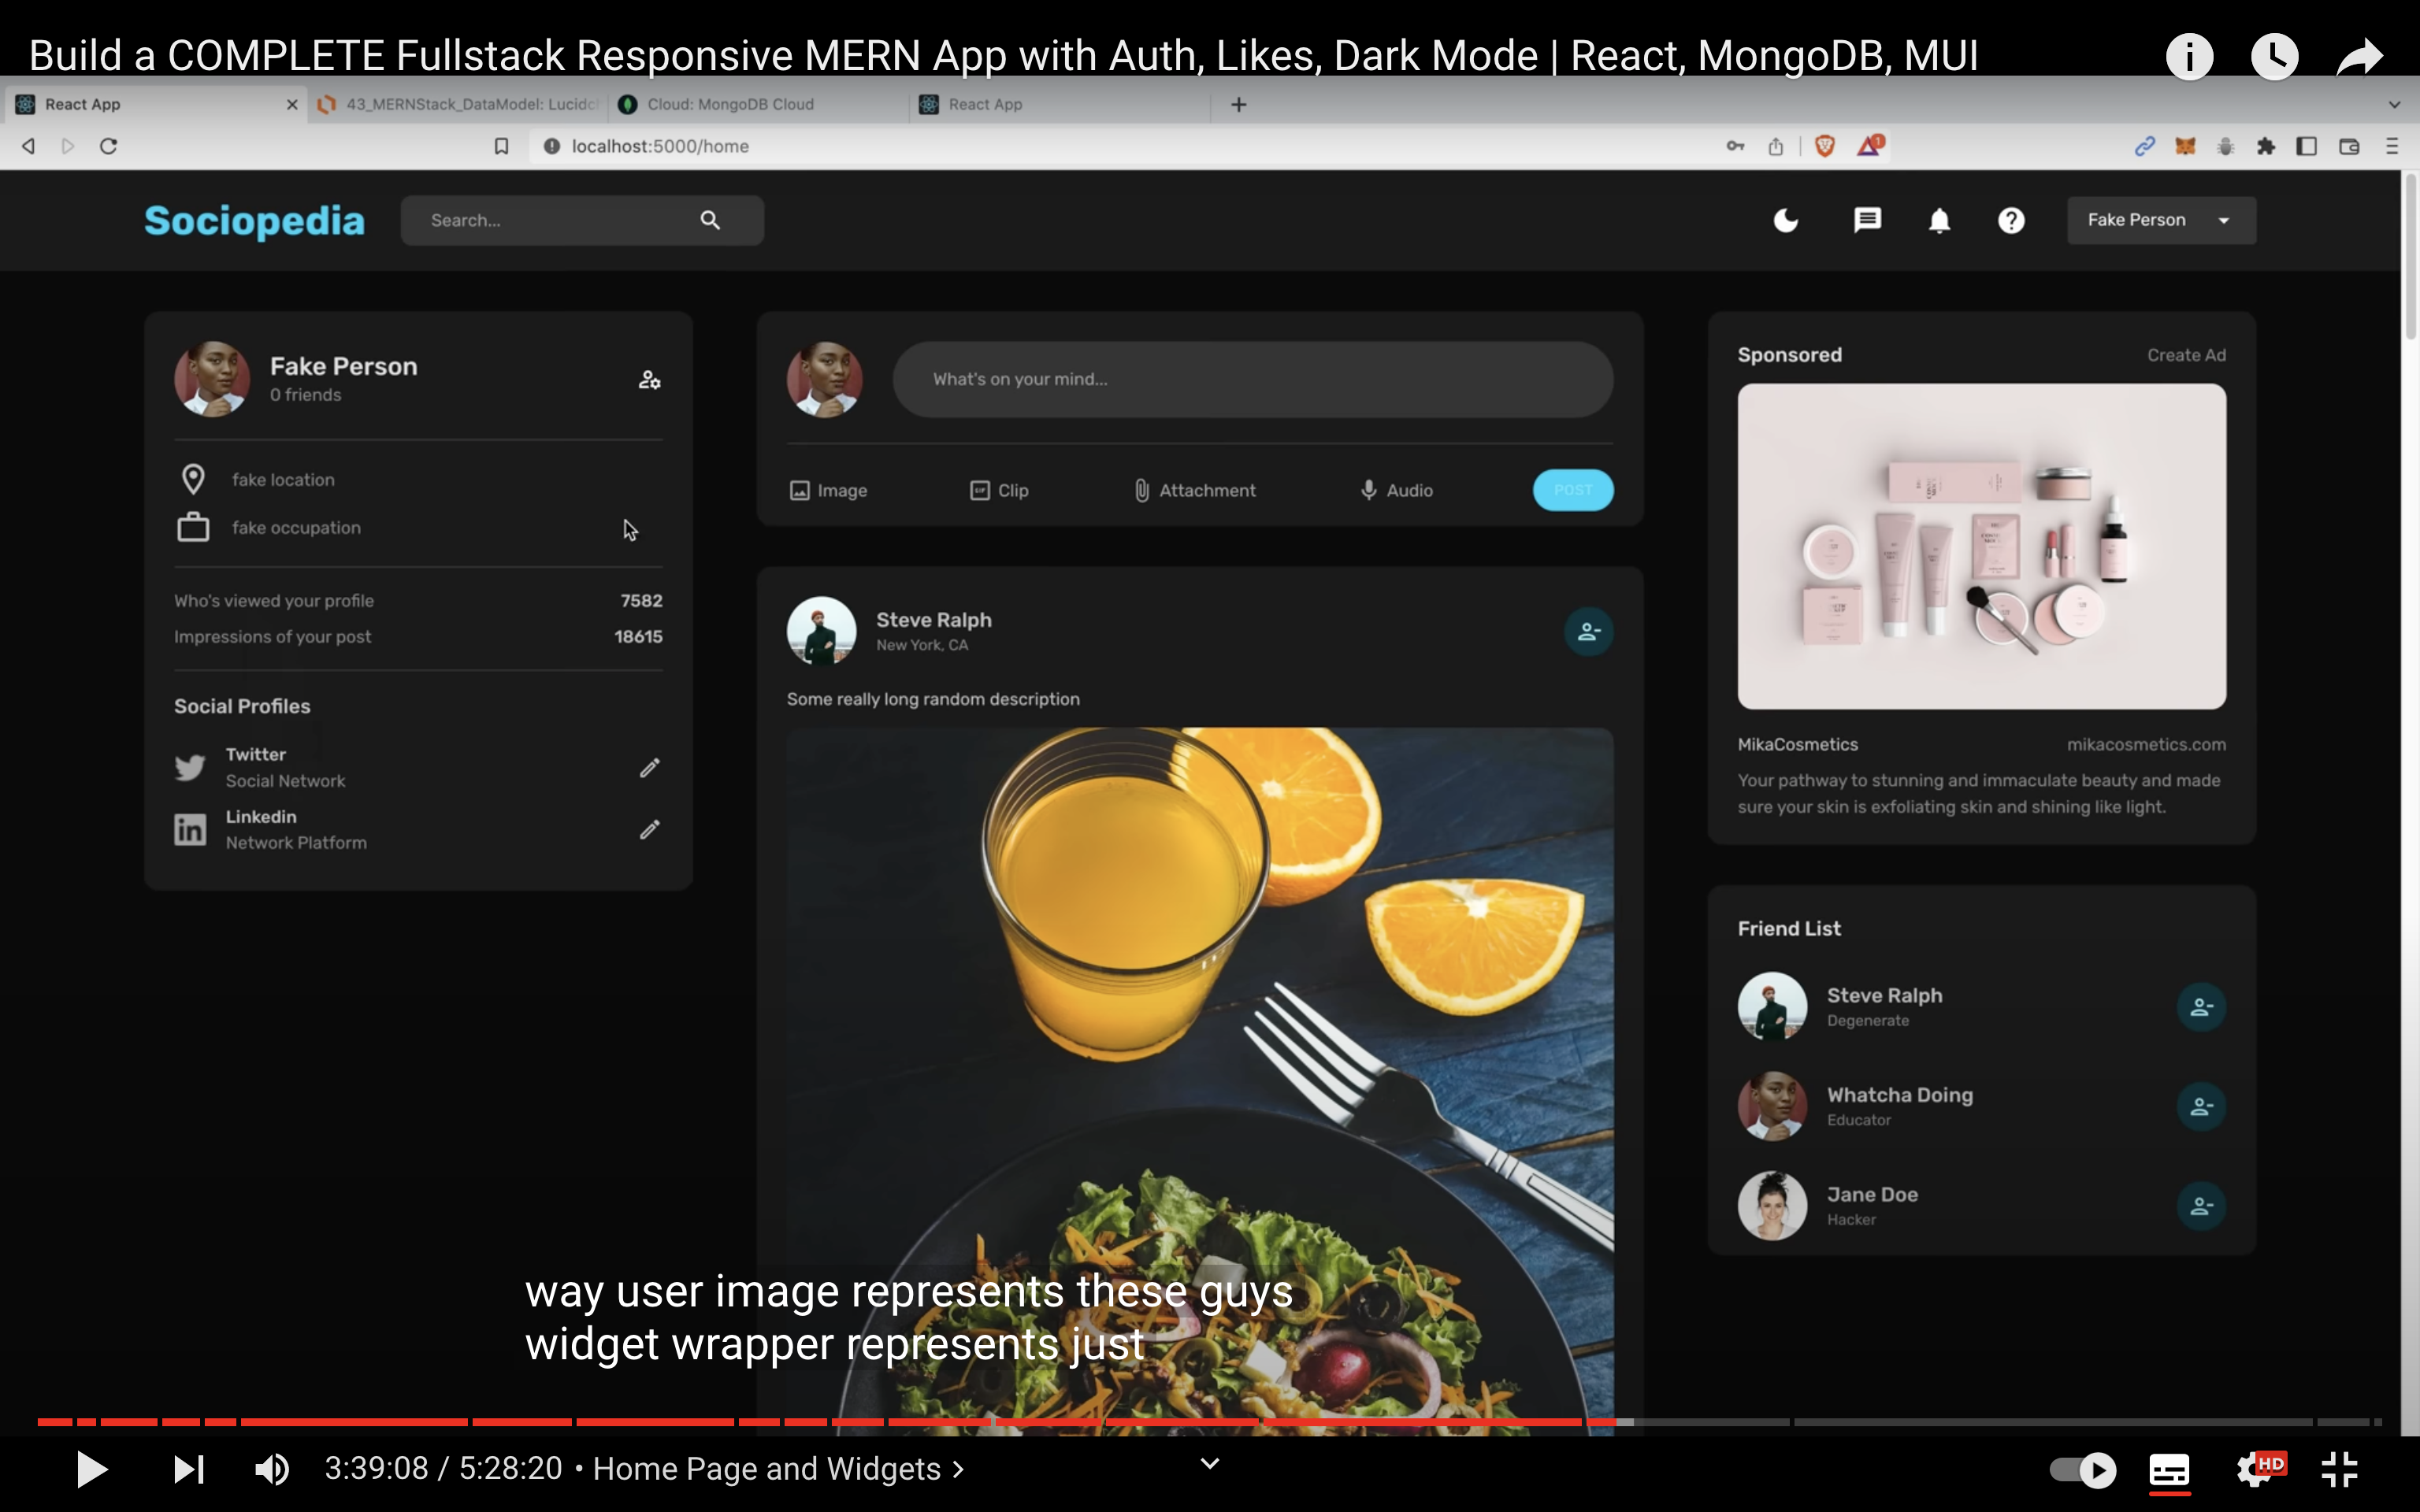 Build a COMPLETE Fullstack Responsive MERN App with Auth, Likes, Dark Mode | React, MongoDB, MUI
React App
43_MERNStack_DataModel: Lucidc
Cloud: MongoDB Cloud
React App
localhost:5000/home
1
Sociopedia
Search...
Fake Person
Fake Person
0 friends
fake location
fake occupation
Who's viewed your profile 7582
Impressions of your post 18615
Social Profiles
Twitter
Social Network
Linkedin
Network Platform
What's on your mind...
Image
GIF
Clip
Attachment
Audio
POST
Steve Ralph
New York, CA
Some really long random description
Sponsored Create Ad
MikaCosmetics mikacosmetics.com
Your pathway to stunning and immaculate beauty and made
sure your skin is exfoliating skin and shining like light.
Friend List
Steve Ralph
Degenerate
Whatcha Doing
Educator
Jane Doe
Hacker
way user image represents these guys
widget wrapper represents just
3:39:08 / 5:28:20 • Home Page and Widgets
HD